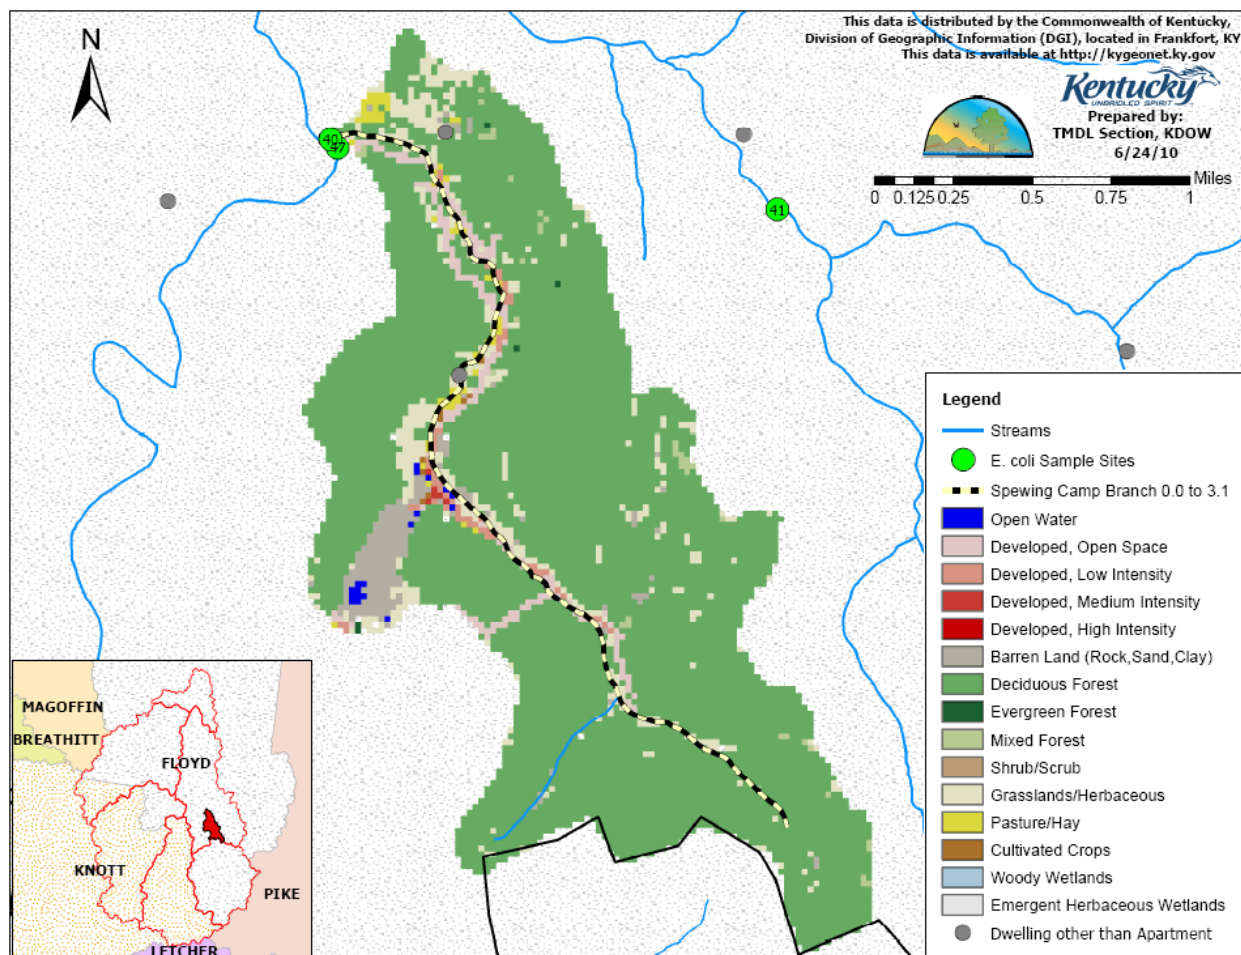 This data is distributed by the Commonwealth of Kentucky,
Division of Geographic Information (DGI), located in Frankfort, KY
This data is available at http://kygeonet.ky.gov
N
Kentucky
UNBRIDLED SPIRIT
Prepared by:
TMDL Section, KDOW
6/24/10
Miles
0 0.125 0.25 0.5 0.75 1
40
47
41
Legend
Streams
E. coli Sample Sites
Spewing Camp Branch 0.0 to 3.1
Open Water
Developed, Open Space
Developed, Low Intensity
Developed, Medium Intensity
Developed, High Intensity
Barren Land (Rock,Sand,Clay)
Deciduous Forest
Evergreen Forest
Mixed Forest
Shrub/Scrub
Grasslands/Herbaceous
Pasture/Hay
Cultivated Crops
Woody Wetlands
Emergent Herbaceous Wetlands
Dwelling other than Apartment
MAGOFFIN
BREATHITT
FLOYD
KNOTT
PIKE
LETCHER